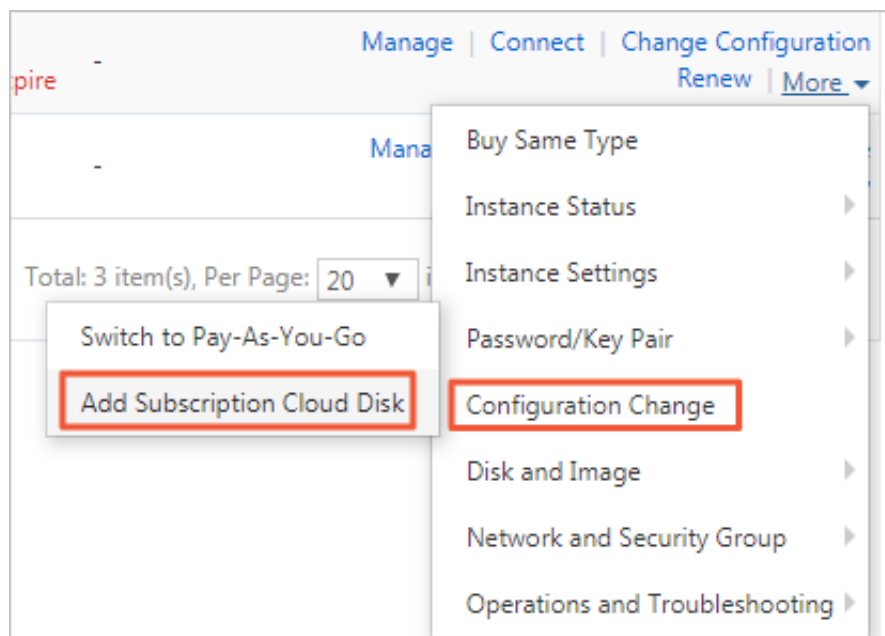 Manage | Connect | Change Configuration
Renew | More
-
Mana
-
Buy Same Type
Instance Status
Instance Settings
Total: 3 item(s), Per Page: 20
Switch to Pay-As-You-Go
Password/Key Pair
Add Subscription Cloud Disk
Configuration Change
Disk and Image
Network and Security Group
Operations and Troubleshooting